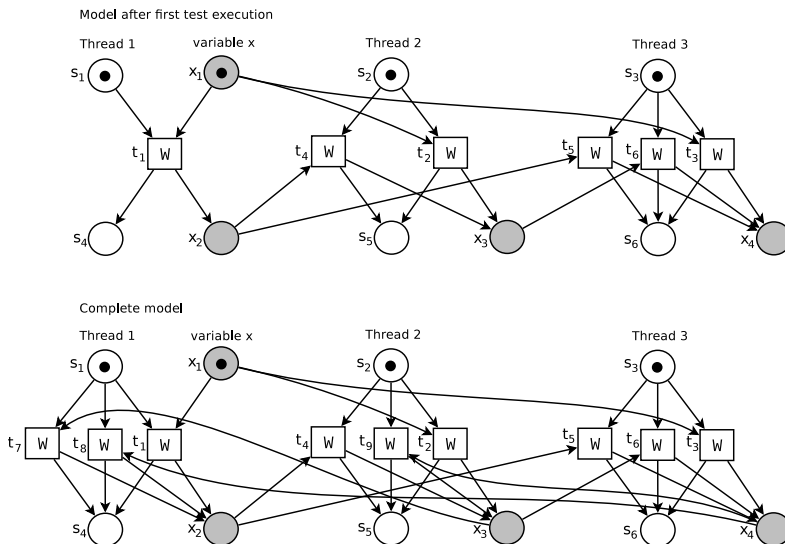 Model after first test execution
Thread 1 variable x Thread 2 Thread 3
s1 x1 s2 s3
t1 W t4 W t2 W t5 W t6 W t3 W
s4 x2 s5 x3 s6 x4
Complete model
Thread 1 variable x Thread 2 Thread 3
s1 x1 s2 s3
t7 W t8 W t1 W t4 W t9 W t2 W t5 W t6 W t3 W
s4 x2 s5 x3 s6 x4